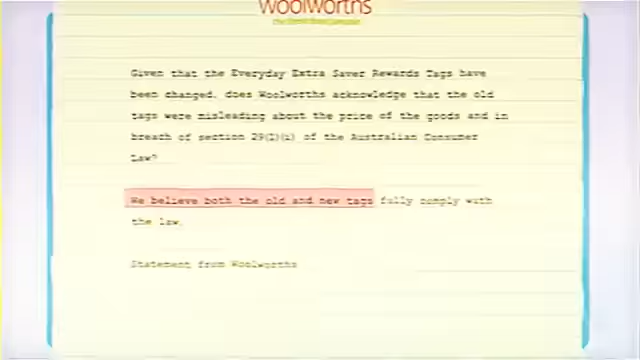 Woolworths
Given that the Everyday Extra Saver Rewards Tags have
been changed, does Woolworths acknowledge that the old
tags were misleading about the price of the goods and in
breach of section 29(1)(i) of the Australian Consumer
Law?
We believe both the old and new tags fully comply with
the law.
Statement from Woolworths